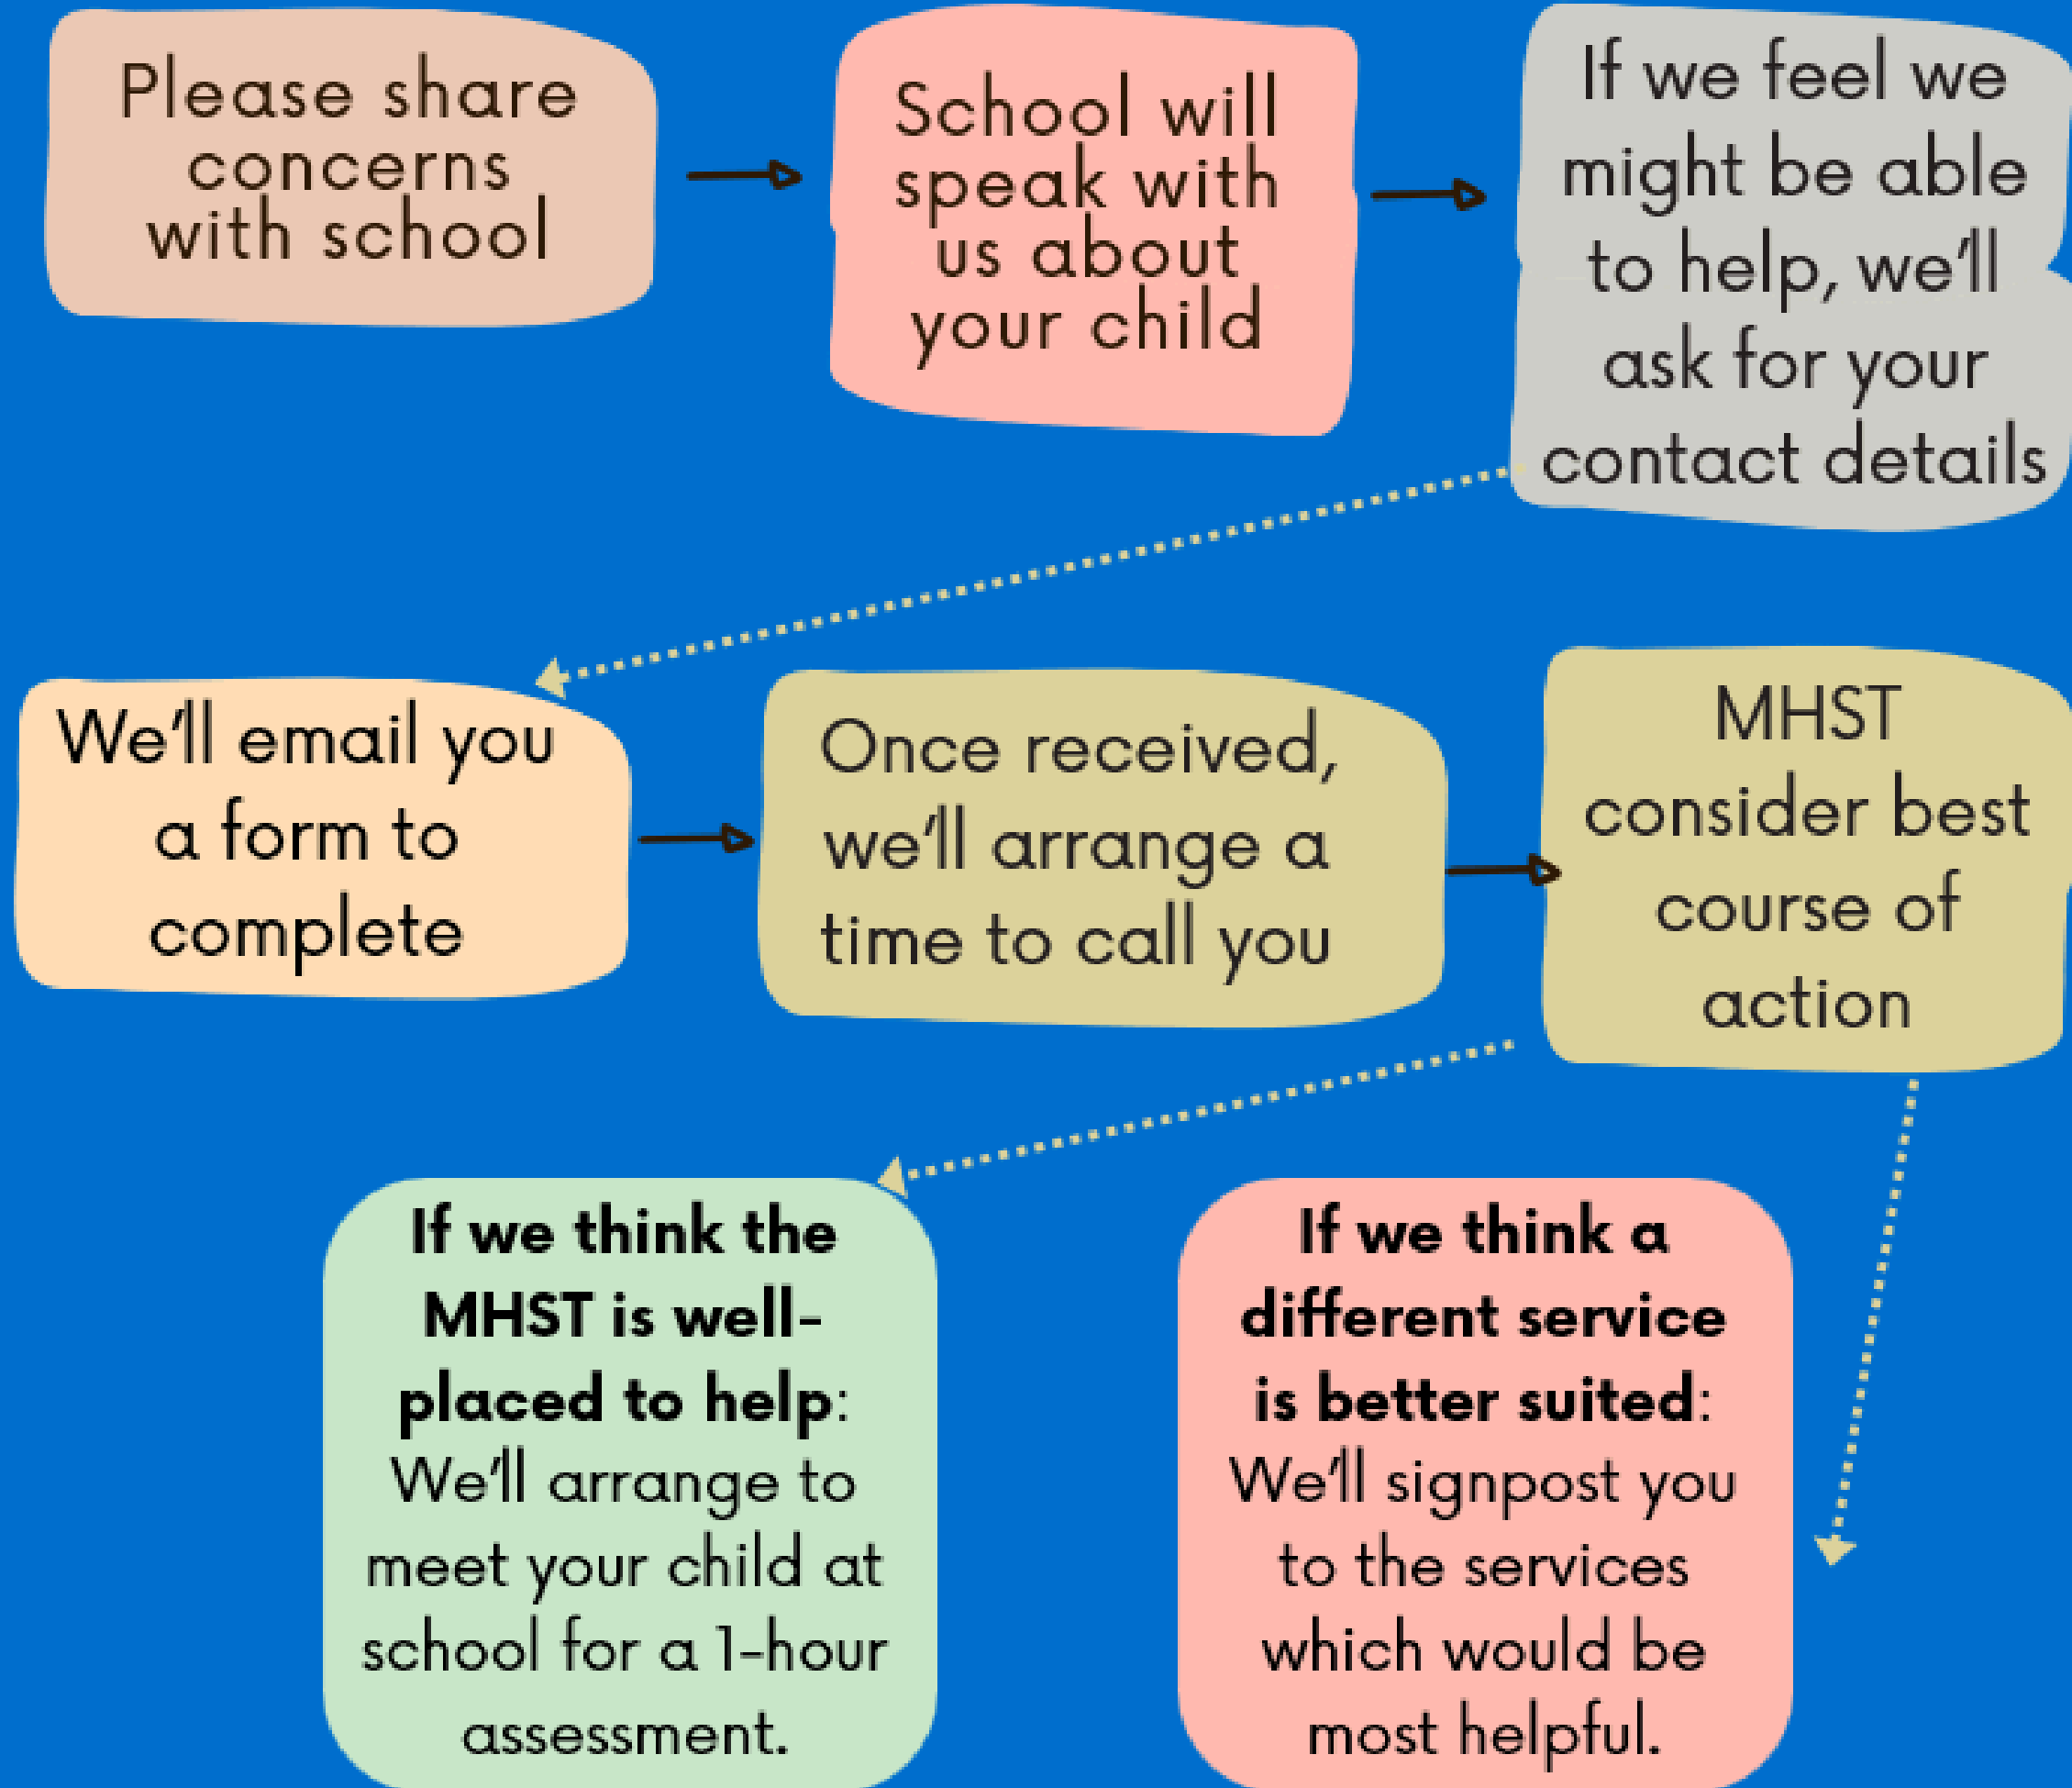 Please share
concerns
with school
School will
speak with
us about
your child
If we feel we
might be able
to help, we'll
ask for your
contact details
We'll email you
a form to
complete
Once received,
we'll arrange a
time to call you
MHST
consider best
course of
action
If we think the
MHST is well-
placed to help:
We'll arrange to
meet your child at
school for a 1-hour
assessment.
If we think a
different service
is better suited:
We'll signpost you
to the services
which would be
most helpful.